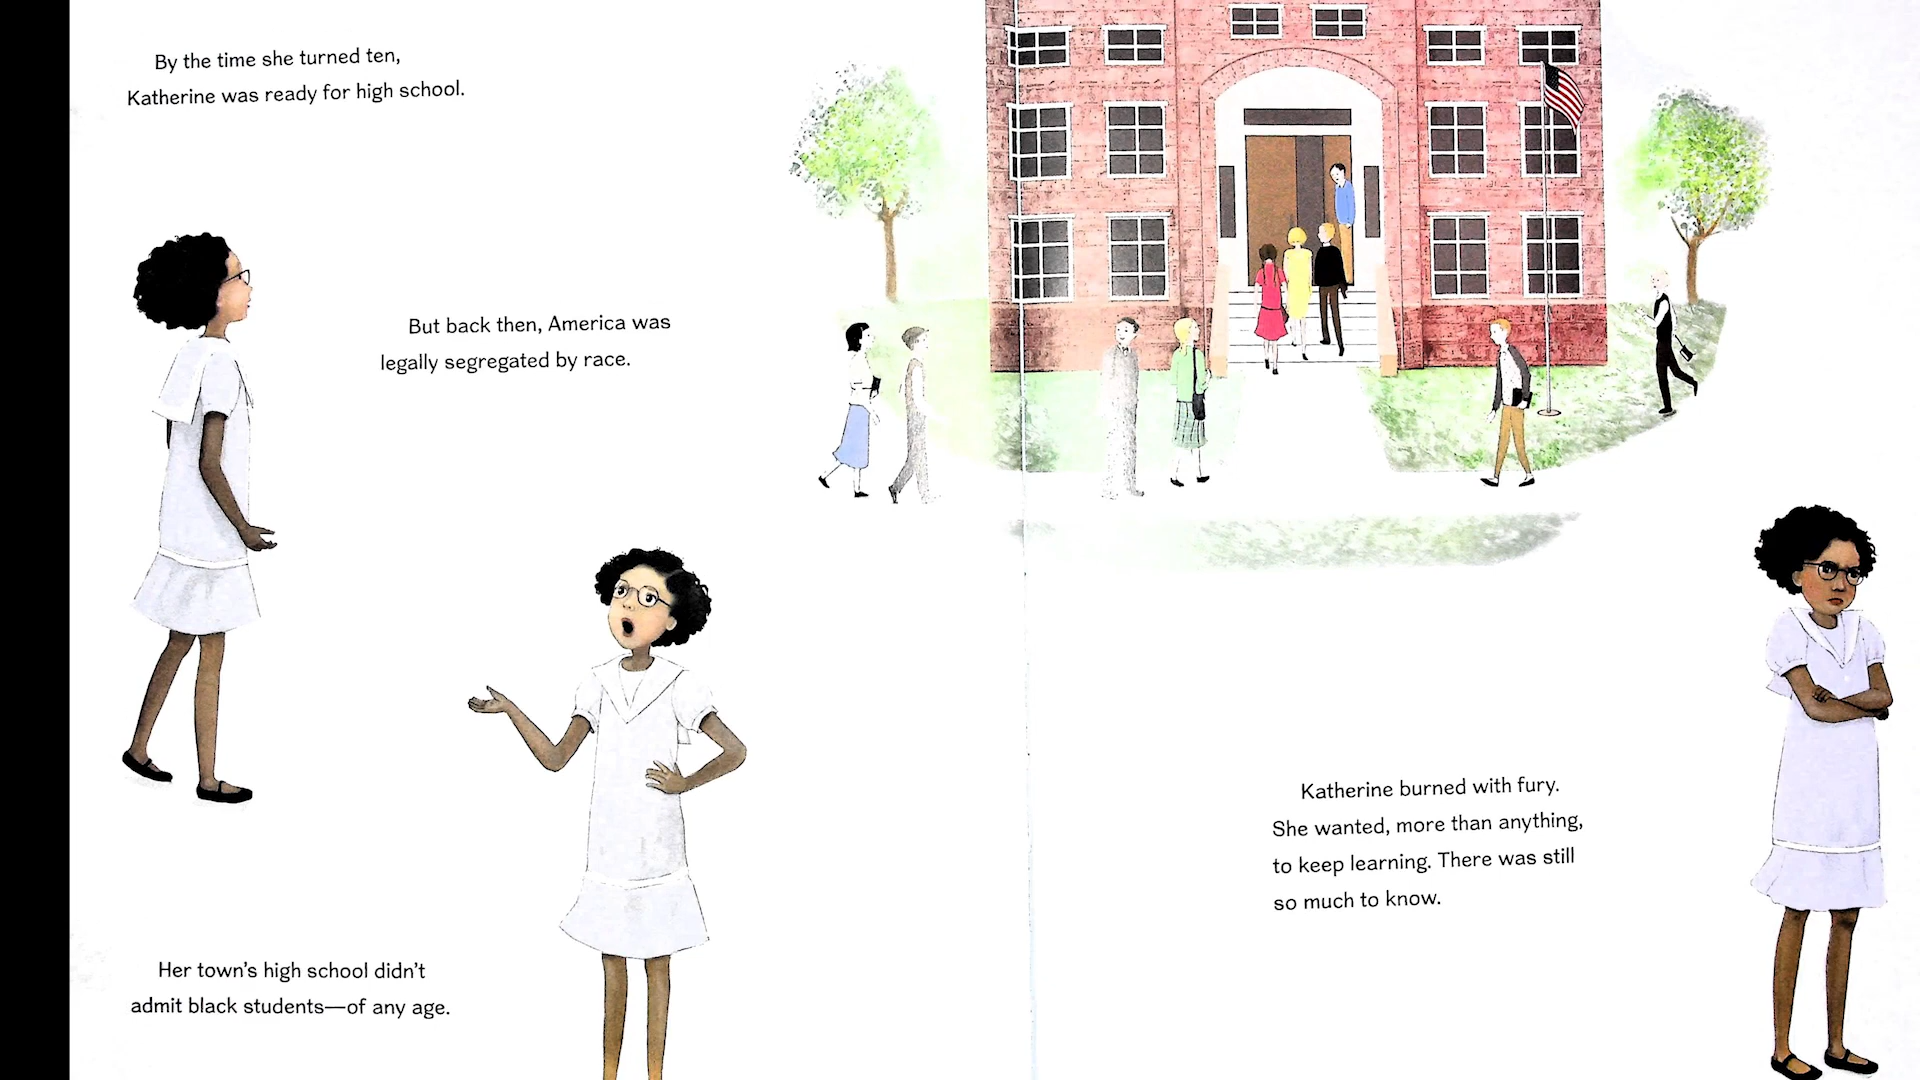 By the time she turned ten,
Katherine was ready for high school.
But back then, America was
legally segregated by race.
Her town's high school didn't
admit black students—of any age.
Katherine burned with fury.
She wanted, more than anything,
to keep learning. There was still
so much to know.